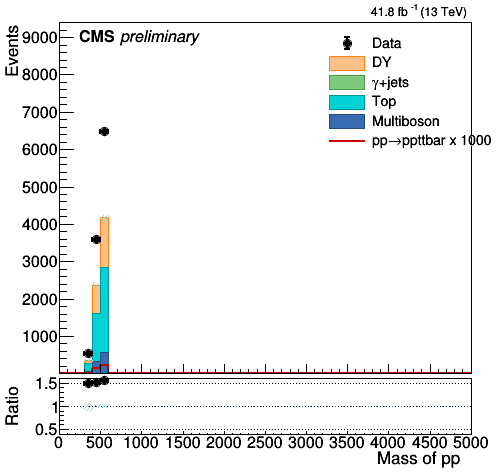 41.8 fb⁻¹ (13 TeV)
CMS preliminary
Events
9000
8000
7000
6000
5000
4000
3000
2000
1000
Data
DY
γ+jets
Top
Multiboson
pp→ppttbar x 1000
Ratio
1.5
1
0.5
0 500 1000 1500 2000 2500 3000 3500 4000 4500 5000
Mass of pp